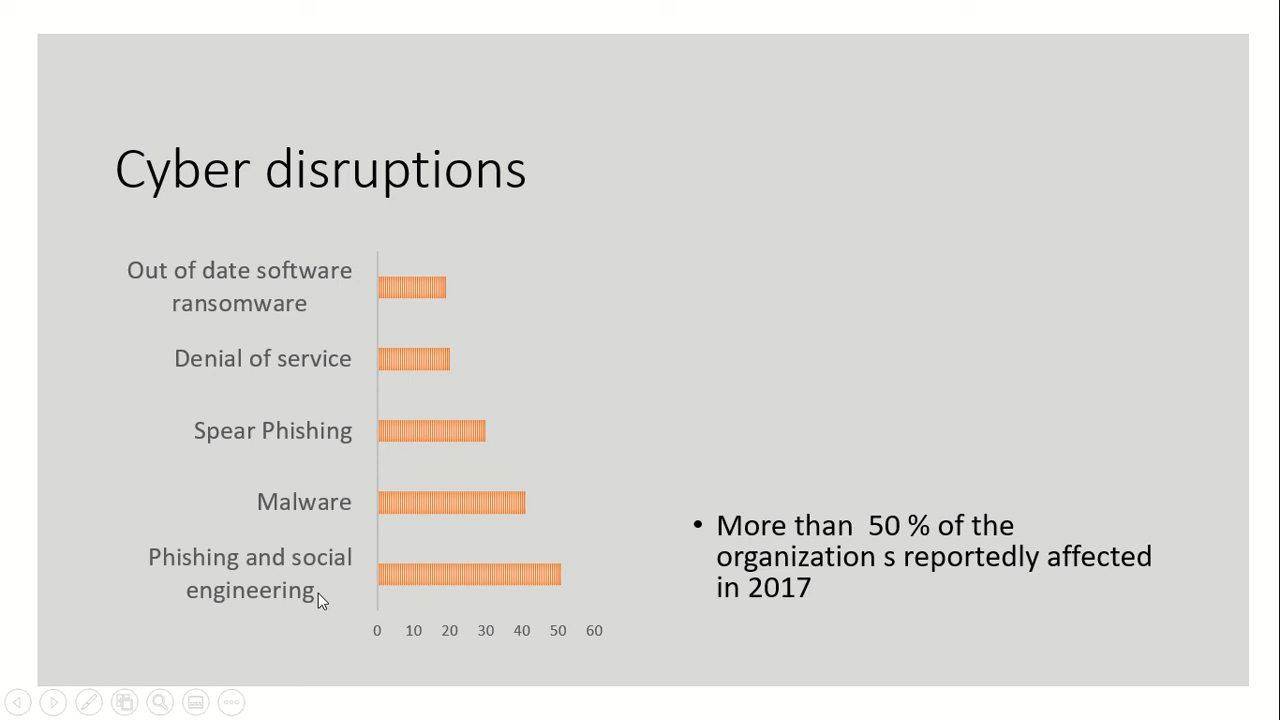 Cyber disruptions
Out of date software
ransomware
Denial of service
Spear Phishing
Malware
Phishing and social
engineering
0 10 20 30 40 50 60
• More than  50 % of the
organization s reportedly affected
in 2017